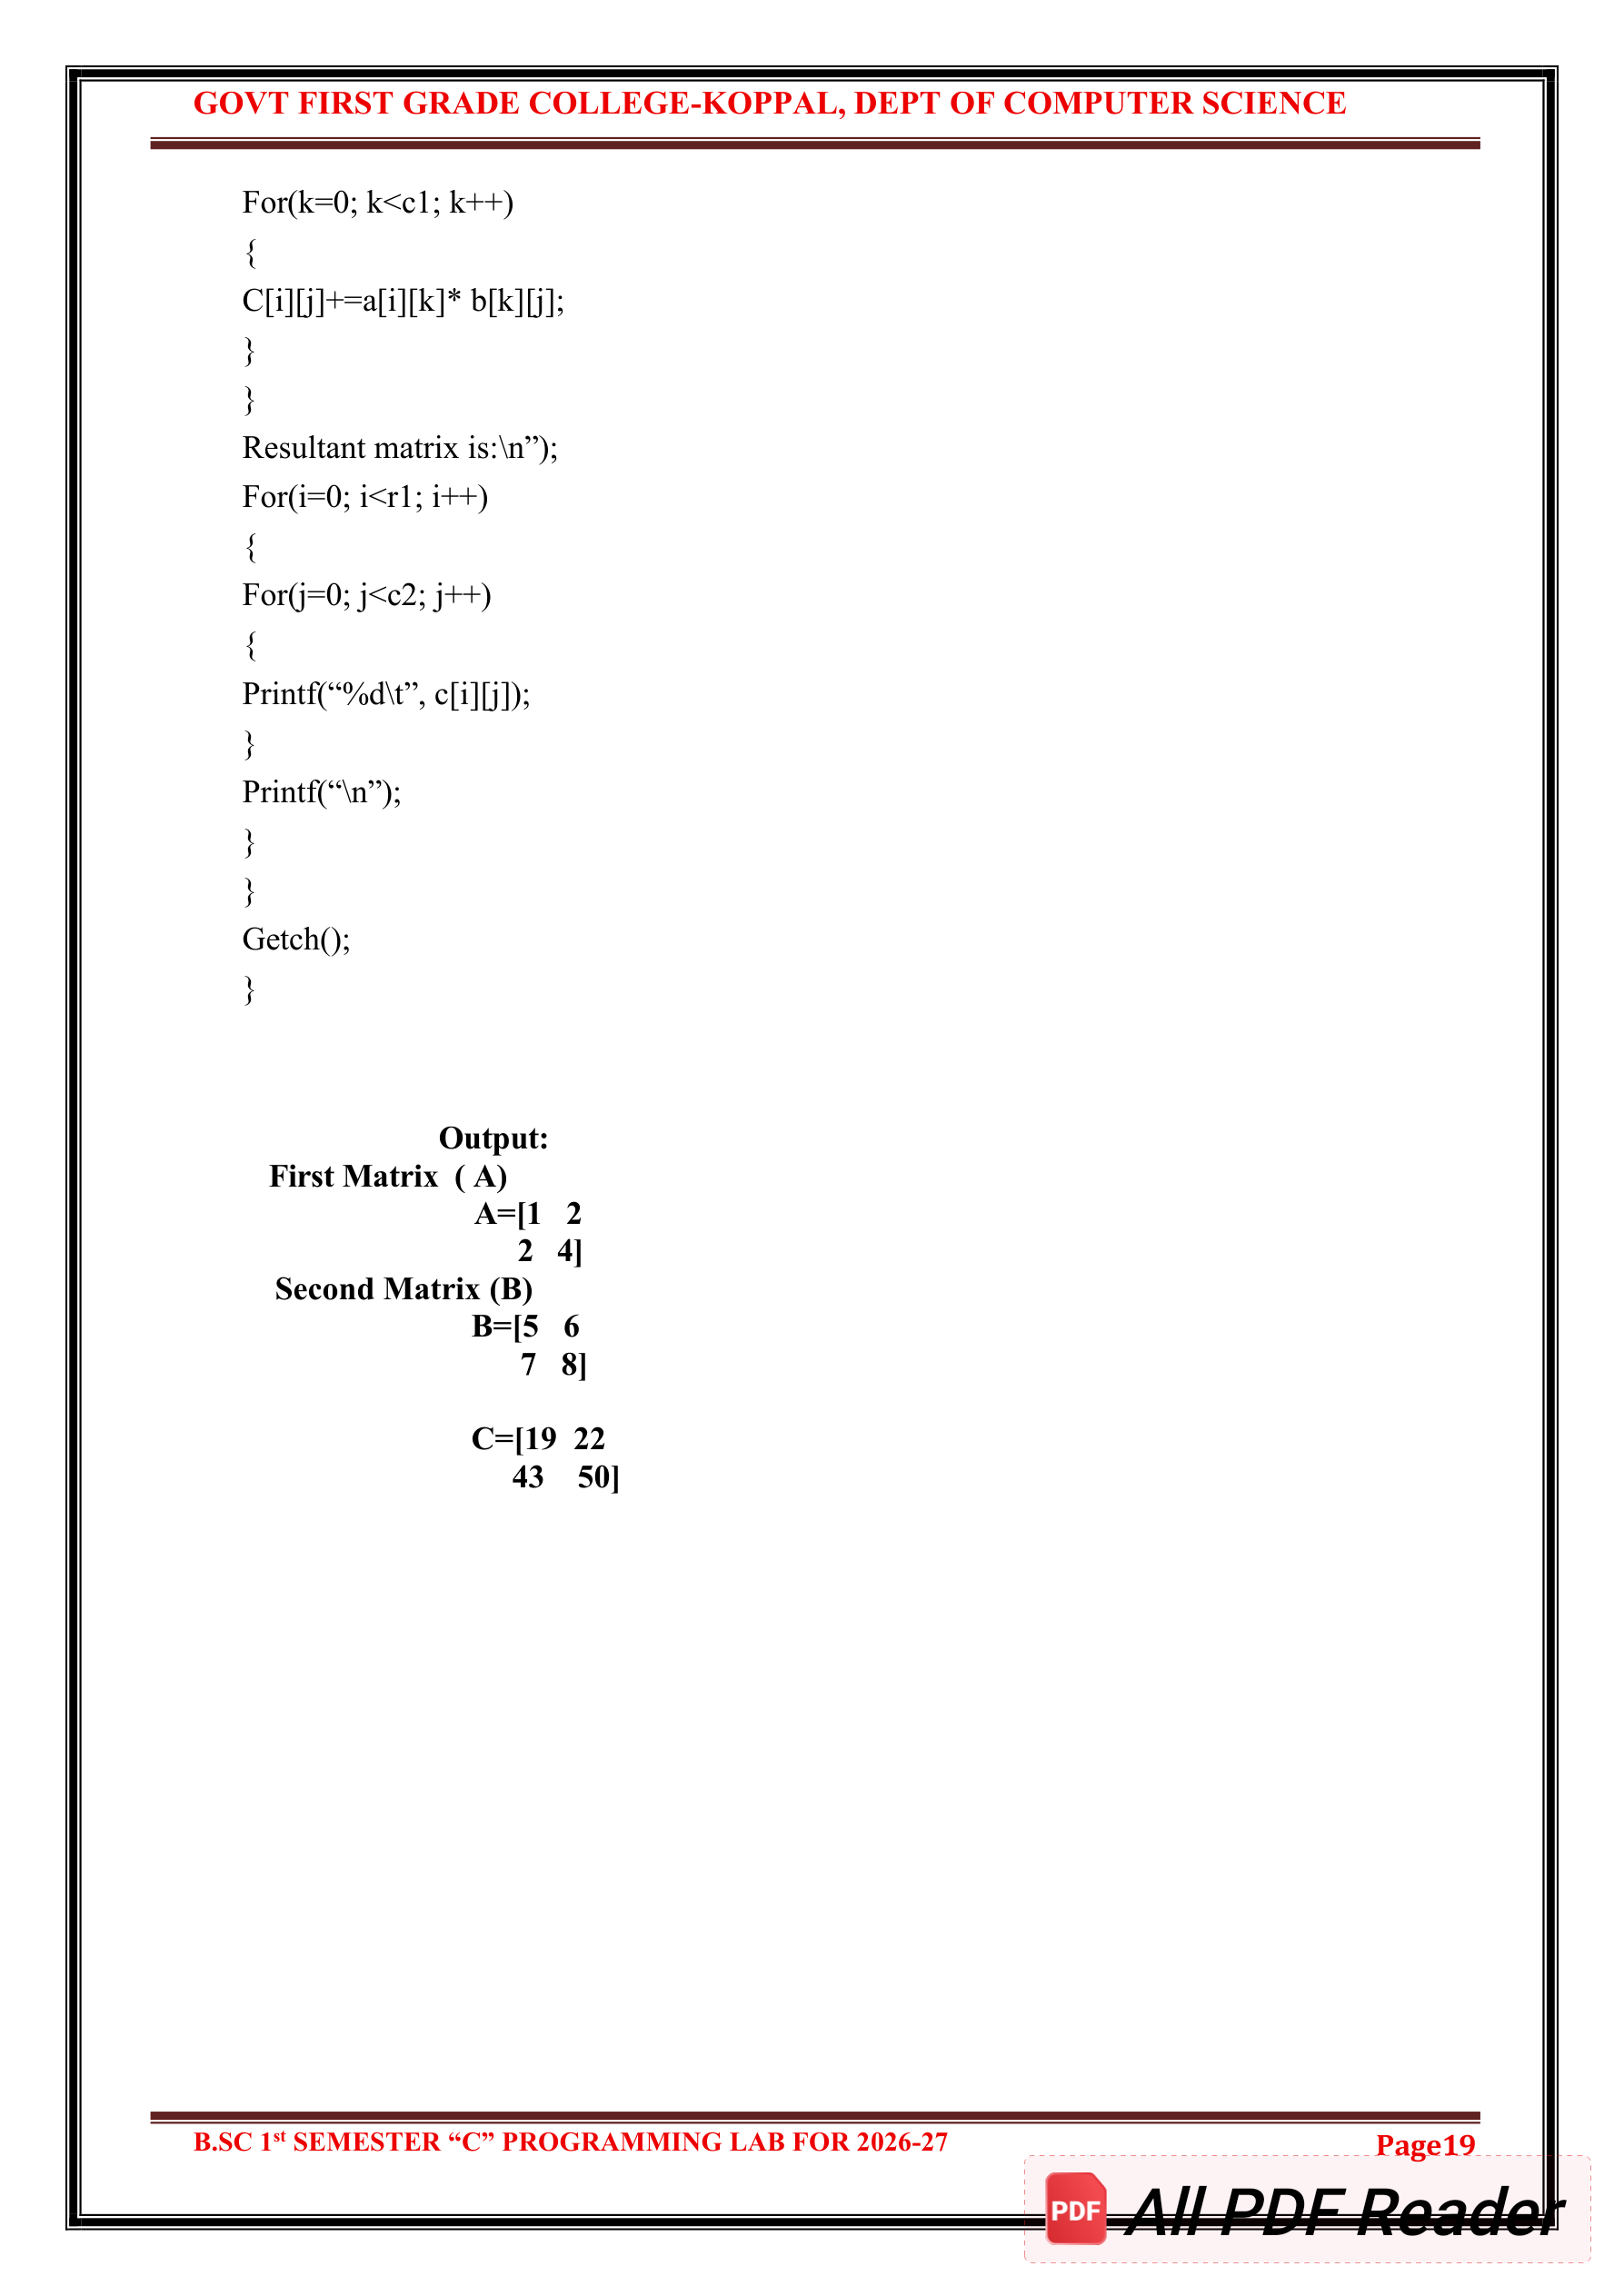 GOVT FIRST GRADE COLLEGE-KOPPAL, DEPT OF COMPUTER SCIENCE
For(k=0; k<c1; k++)
{
C[i][j]+=a[i][k]* b[k][j];
}
}
Resultant matrix is:\n”);
For(i=0; i<r1; i++)
{
For(j=0; j<c2; j++)
{
Printf(“%d\t”, c[i][j]);
}
Printf(“\n”);
}
}
Getch();
}
Output:
First Matrix ( A)
A=[1 2
2 4]
Second Matrix (B)
B=[5 6
7 8]
C=[19 22
43 50]
B.SC 1st SEMESTER “C” PROGRAMMING LAB FOR 2026-27 Page19
PDF All PDF Reader